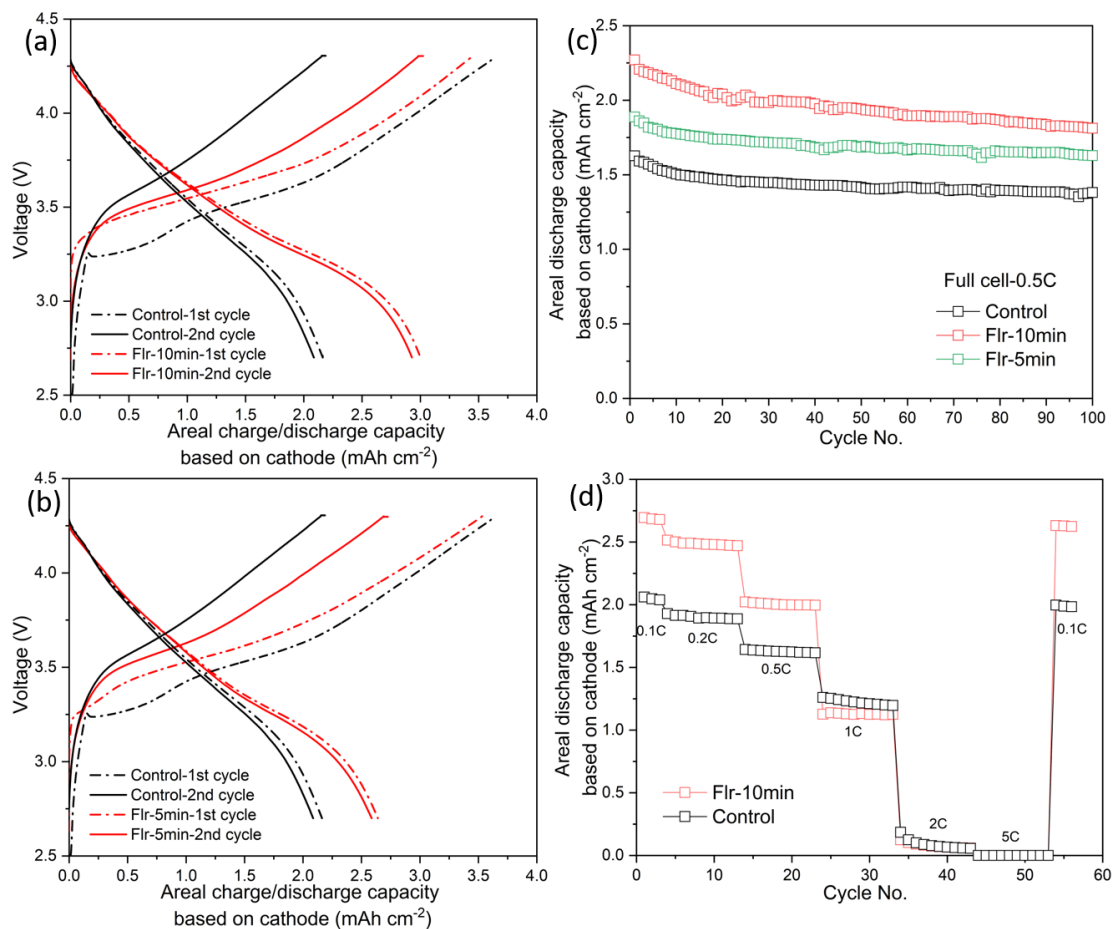 (a)
4.5
4.0
3.5
3.0
2.5
Voltage (V)
Control-1st cycle
Control-2nd cycle
Flr-10min-1st cycle
Flr-10min-2nd cycle
0.0 0.5 1.0 1.5 2.0 2.5 3.0 3.5 4.0
Areal charge/discharge capacity
based on cathode (mAh cm-2)
(c)
2.5
2.0
1.5
1.0
0.5
0.0
Areal discharge capacity
based on cathode (mAh cm-2)
Full cell-0.5C
Control
Flr-10min
Flr-5min
0 10 20 30 40 50 60 70 80 90 100
Cycle No.
(b)
4.5
4.0
3.5
3.0
2.5
Voltage (V)
Control-1st cycle
Control-2nd cycle
Flr-5min-1st cycle
Flr-5min-2nd cycle
0.0 0.5 1.0 1.5 2.0 2.5 3.0 3.5 4.0
Areal charge/discharge capacity
based on cathode (mAh cm-2)
(d)
3.0
2.5
2.0
1.5
1.0
0.5
0.0
Areal discharge capacity
based on cathode (mAh cm-2)
0.1C
0.2C
0.5C
1C
2C
5C
0.1C
Flr-10min
Control
0 10 20 30 40 50 60
Cycle No.